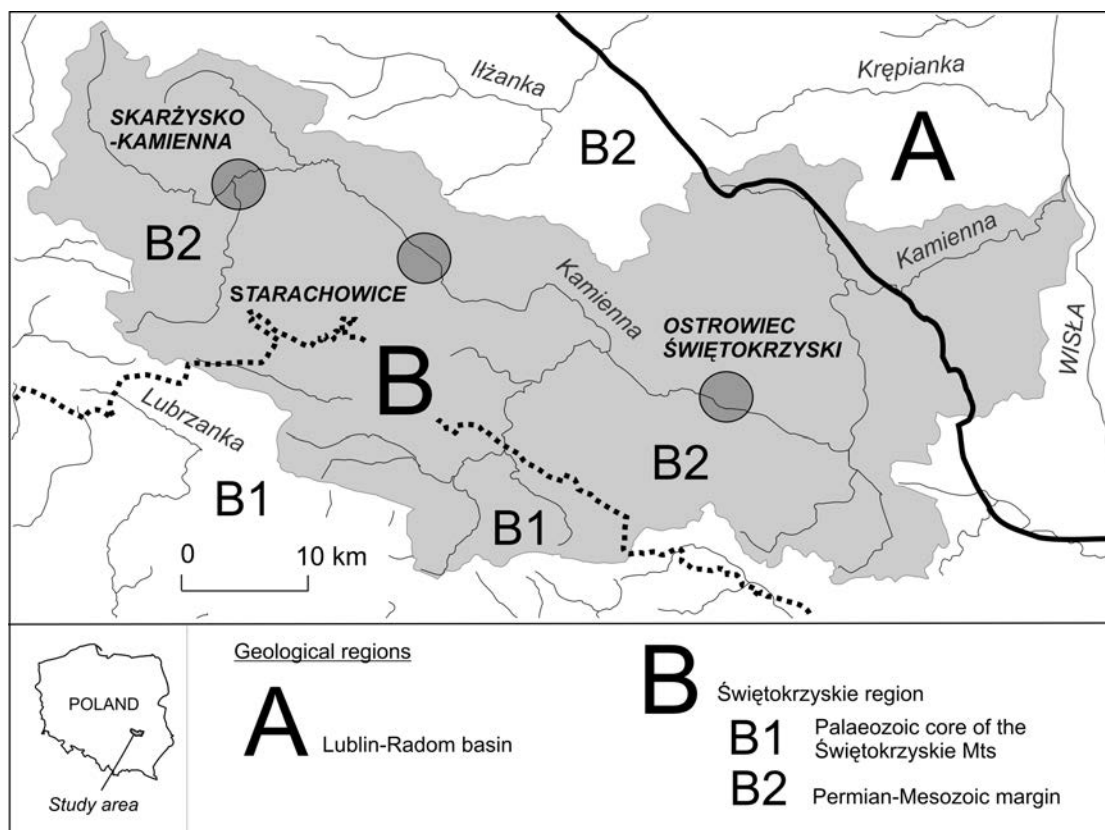 Iłżanka
Krępianka
SKARŻYSKO
-KAMIENNA
B2
A
B2
Kamienna
STARACHOWICE
Kamienna
OSTROWIEC
ŚWIĘTOKRZYSKI
WISŁA
B
Lubrzanka
B2
B1
B1
0 10 km
POLAND
Study area
Geological regions
A Lublin-Radom basin
B Świętokrzyskie region
B1 Palaeozoic core of the
Świętokrzyskie Mts
B2 Permian-Mesozoic margin